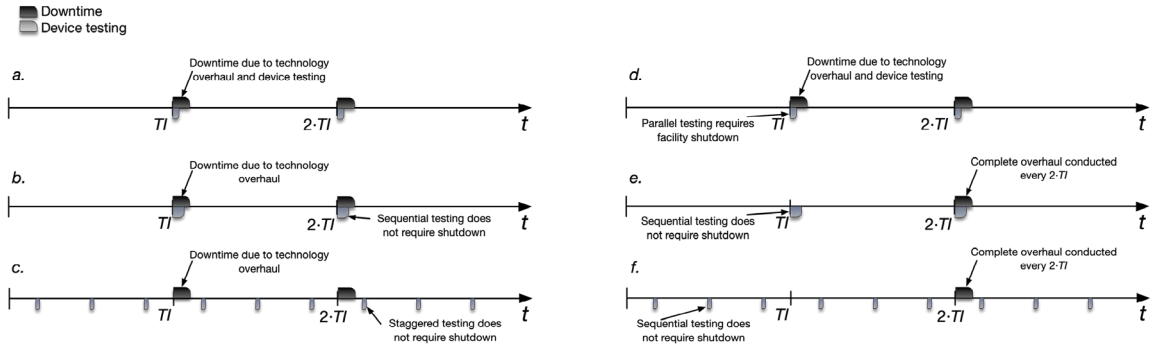 Downtime
Device testing
a.
Downtime due to technology
overhaul and device testing
TI
2·TI
t
b.
Downtime due to technology
overhaul
TI
2·TI
Sequential testing does
not require shutdown
t
c.
Downtime due to technology
overhaul
TI
2·TI
Staggered testing does
not require shutdown
t
d.
Downtime due to technology
overhaul and device testing
Parallel testing requires
facility shutdown
TI
2·TI
t
e.
Complete overhaul conducted
every 2·TI
Sequential testing does
not require shutdown
TI
2·TI
t
f.
Complete overhaul conducted
every 2·TI
Sequential testing does
not require shutdown
TI
2·TI
t